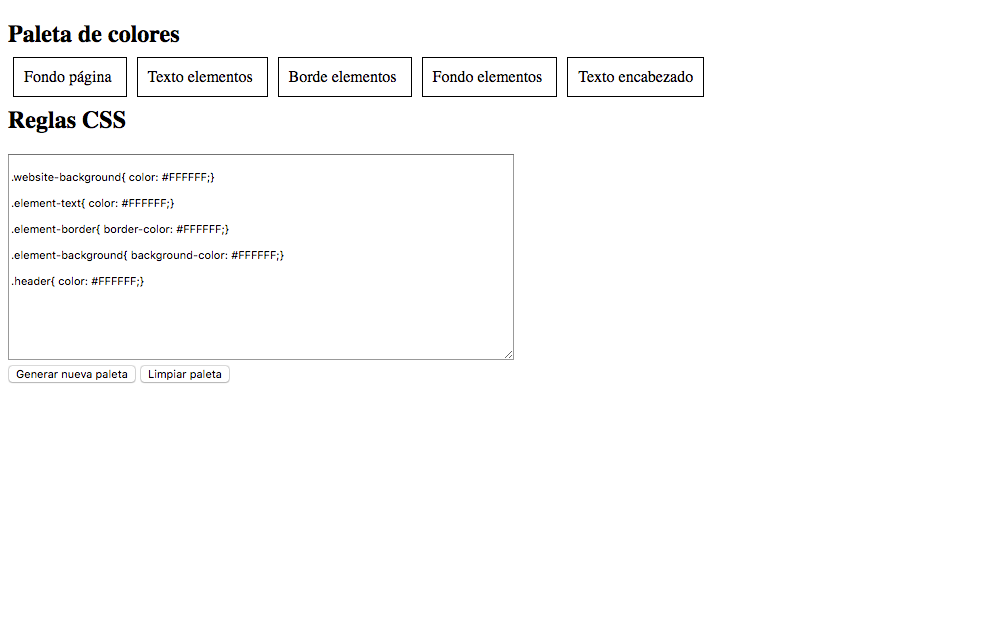 Paleta de colores
Fondo página Texto elementos Borde elementos Fondo elementos Texto encabezado
Reglas CSS
.website-background{ color: #FFFFFF;}
.element-text{ color: #FFFFFF;}
.element-border{ border-color: #FFFFFF;}
.element-background{ background-color: #FFFFFF;}
.header{ color: #FFFFFF;}
Generar nueva paleta Limpiar paleta